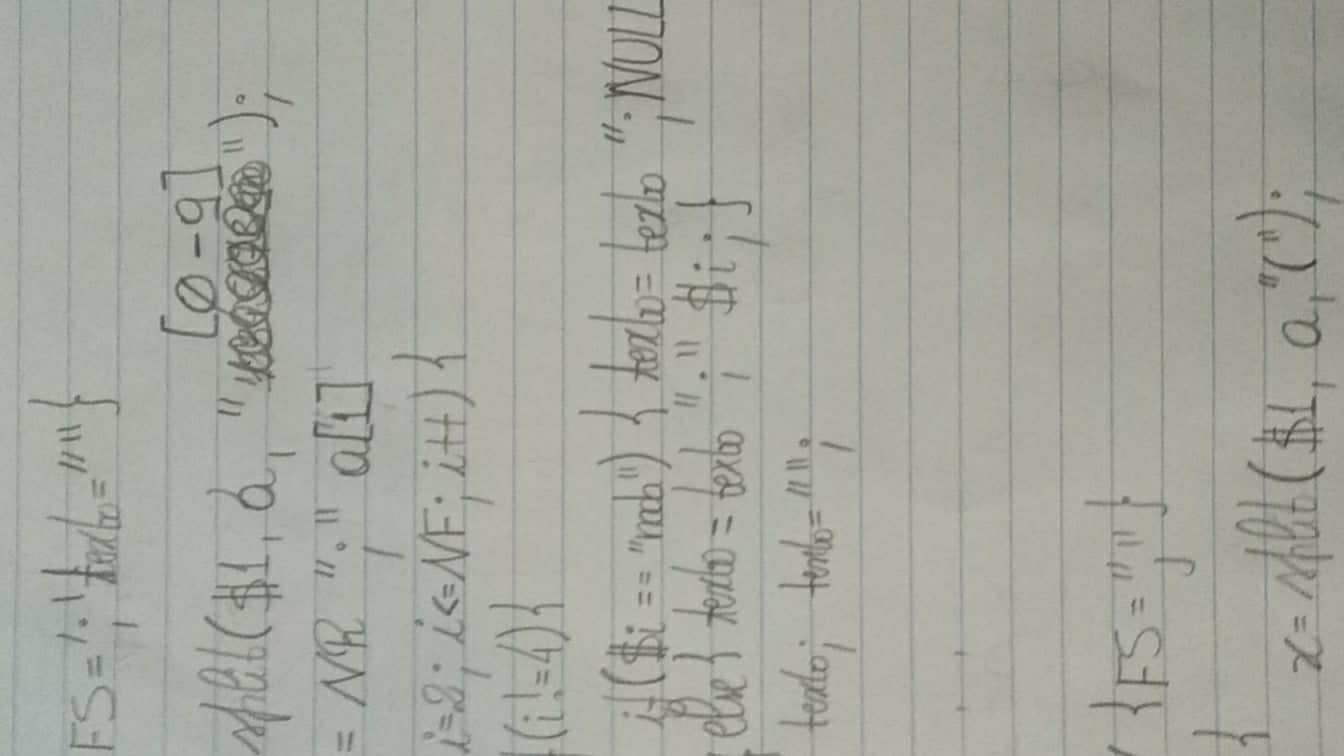 FS=';' texto=""}
[0-9]
split($1, a, "");
= NR ";" a[1]
i=2; i<=NF; i++) {
(i!=4){
if($i == "nada") { texto= texto ";NULL
else { texto = texto ";" $i; }
texto; texto="";
{FS=","}
{
x= split($1, a,"(");